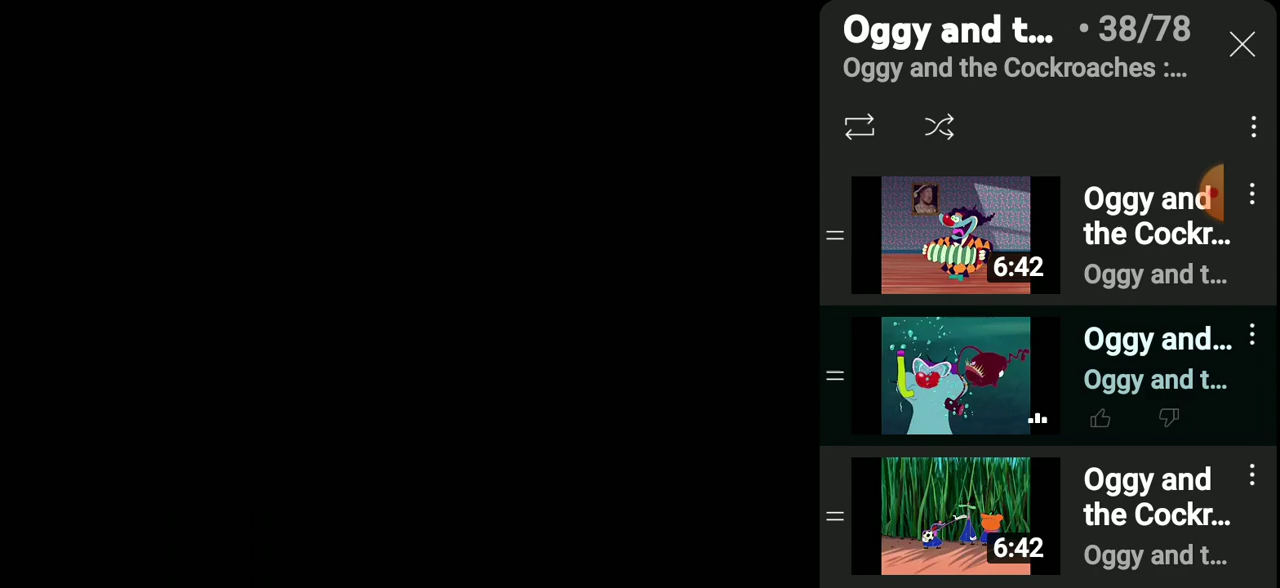 Oggy and t... • 38/78
Oggy and the Cockroaches :...
6:42
Oggy and
the Cockr...
Oggy and t...
Oggy and...
Oggy and t...
6:42
Oggy and
the Cockr...
Oggy and t...